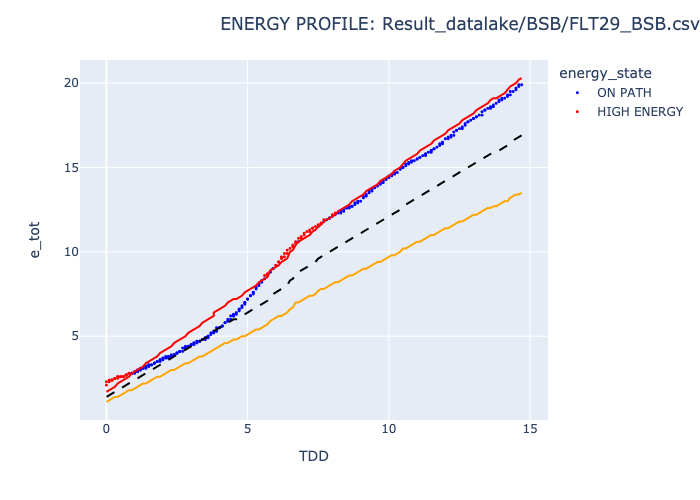 ENERGY PROFILE: Result_datalake/BSB/FLT29_BSB.csv
energy_state
ON PATH
HIGH ENERGY
20
15
10
5
e_tot
0
5
10
15
TDD